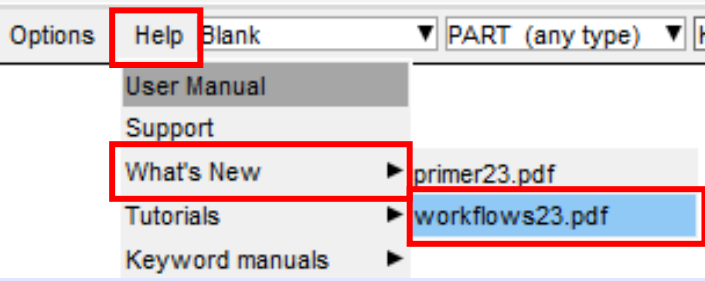 Options Help Blank PART (any type)
User Manual
Support
What's New
primer23.pdf
Tutorials
workflows23.pdf
Keyword manuals